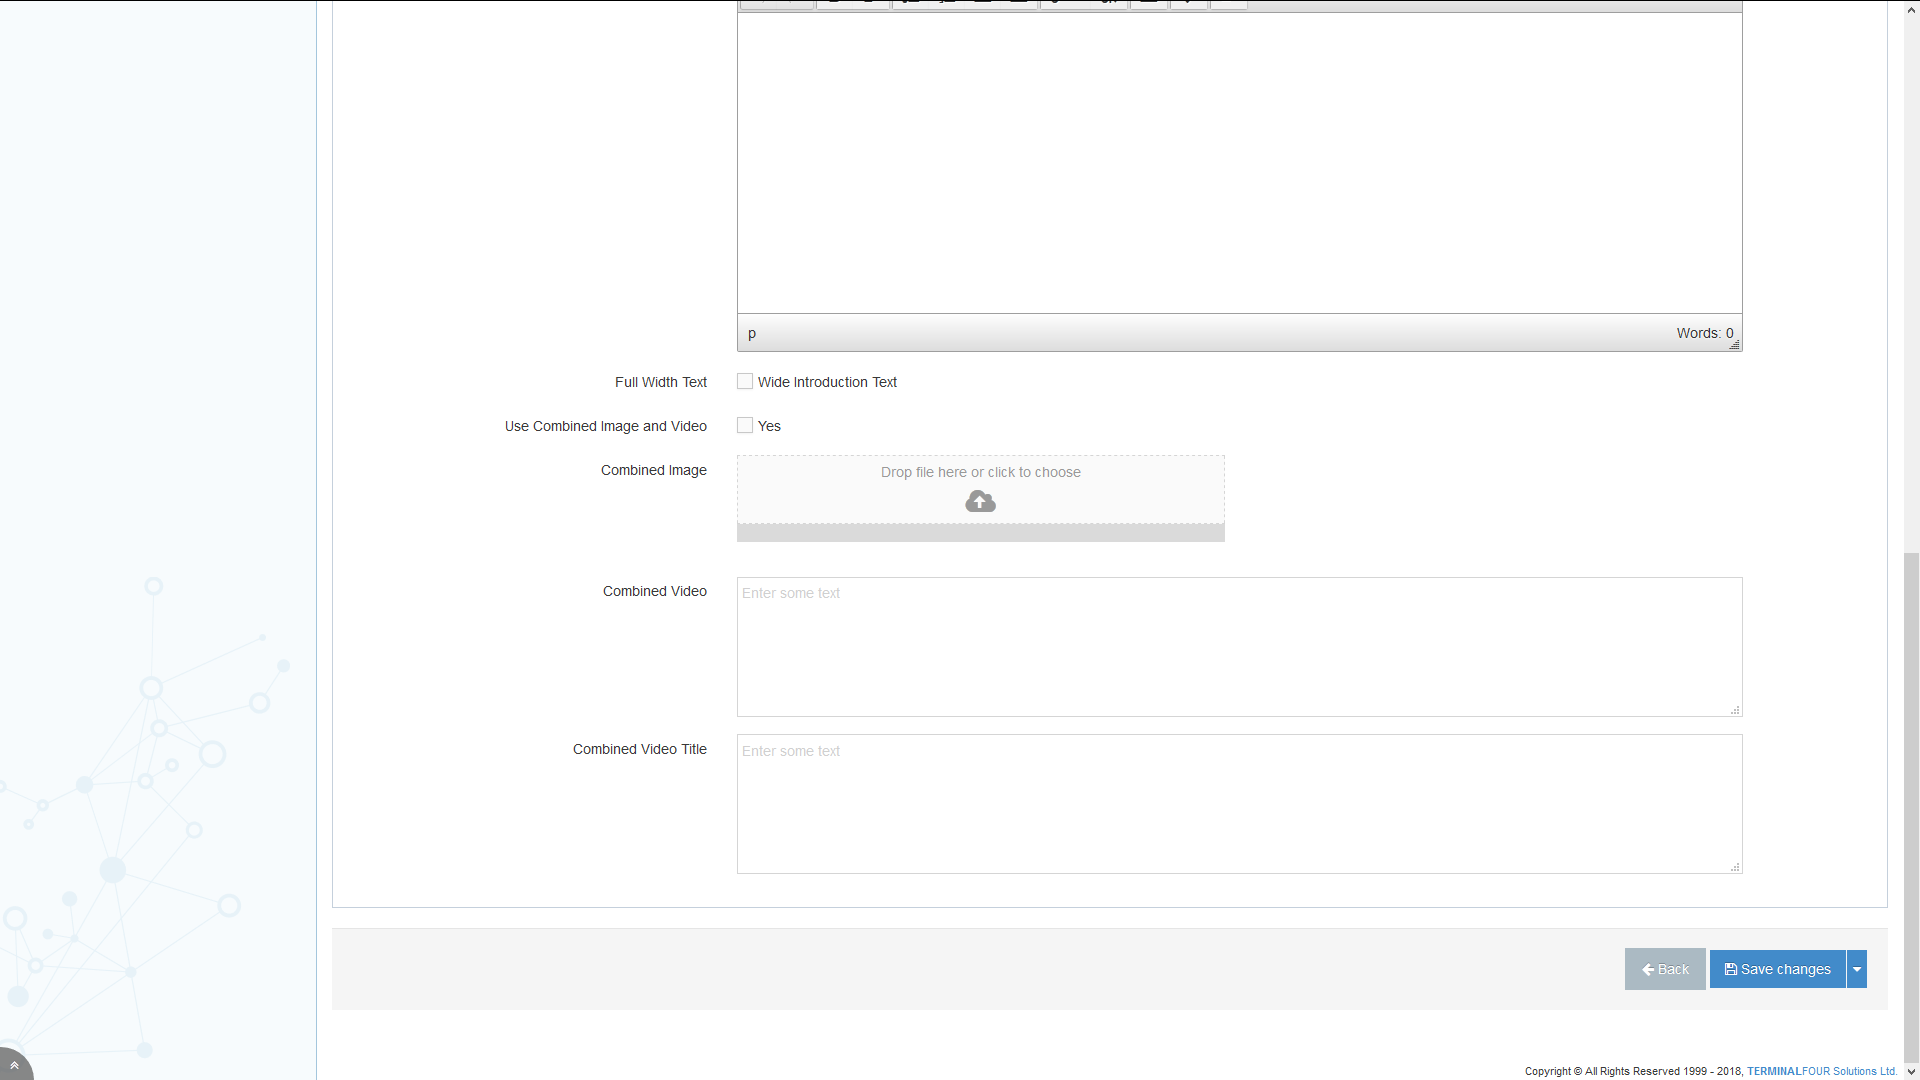 p
Words: 0
Full Width Text
Wide Introduction Text
Use Combined Image and Video
Yes
Combined Image
Drop file here or click to choose
Combined Video
Enter some text
Combined Video Title
Enter some text
Back
Save changes
Copyright © All Rights Reserved 1999 - 2018, TERMINALFOUR Solutions Ltd.